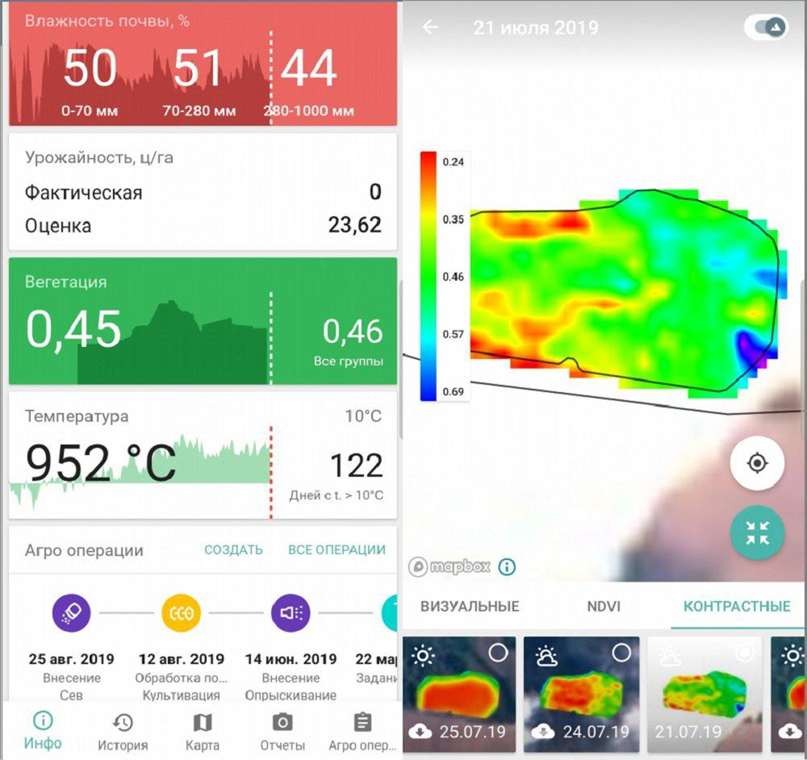 Влажность почвы, %
50 51 44
0-70 мм 70-280 мм 280-1000 мм
Урожайность, ц/га
Фактическая 0
Оценка 23,62
Вегетация
0,45 0,46
Все группы
Температура 10°C
952 °C 122
Дней с t. > 10°C
Агро операции СОЗДАТЬ ВСЕ ОПЕРАЦИИ
25 авг. 2019 12 авг. 2019 14 июн. 2019 22 ма
Внесение Обработка по... Внесение Задани
Сев Культивация Опрыскивание
Инфо История Карта Отчеты Агро опер...
21 июля 2019
0.24
0.35
0.46
0.57
0.69
mapbox
ВИЗУАЛЬНЫЕ NDVI КОНТРАСТНЫЕ
25.07.19 24.07.19 21.07.19